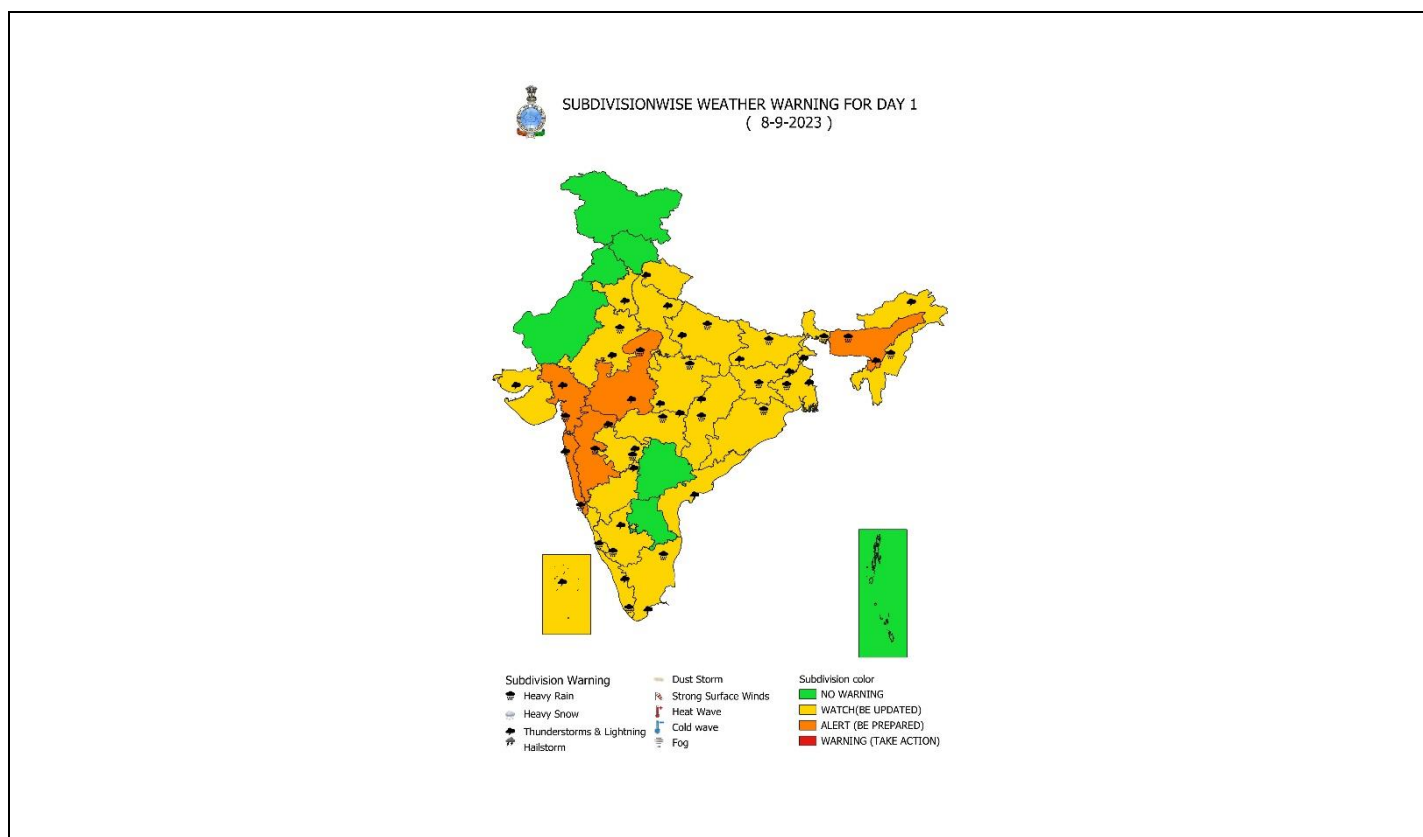 SUBDIVISIONWISE WEATHER WARNING FOR DAY 1
( 8-9-2023 )
Subdivision Warning
Heavy Rain
Heavy Snow
Thunderstorms & Lightning
Hailstorm
Dust Storm
Strong Surface Winds
Heat Wave
Cold wave
Fog
Subdivision color
NO WARNING
WATCH(BE UPDATED)
ALERT (BE PREPARED)
WARNING (TAKE ACTION)